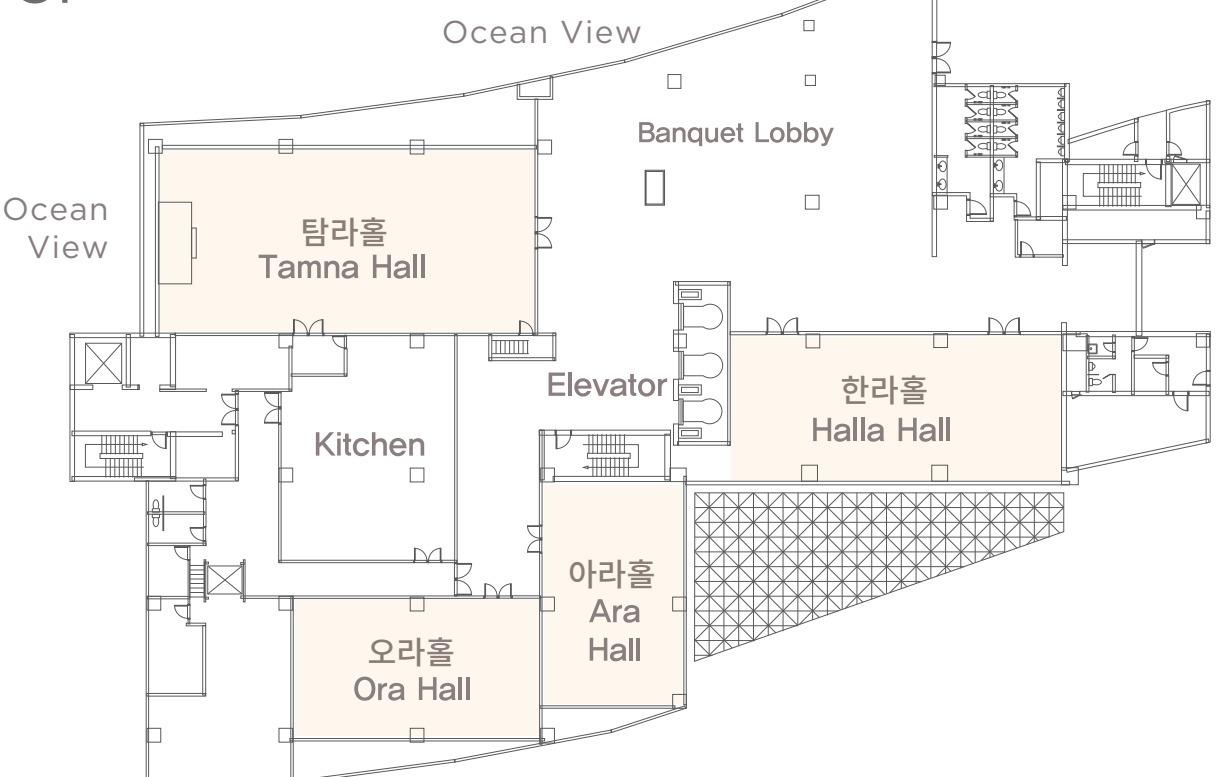 Ocean View
Banquet Lobby
Ocean
View
탐라홀
Tamna Hall
Elevator
한라홀
Halla Hall
Kitchen
아라홀
Ara
Hall
오라홀
Ora Hall